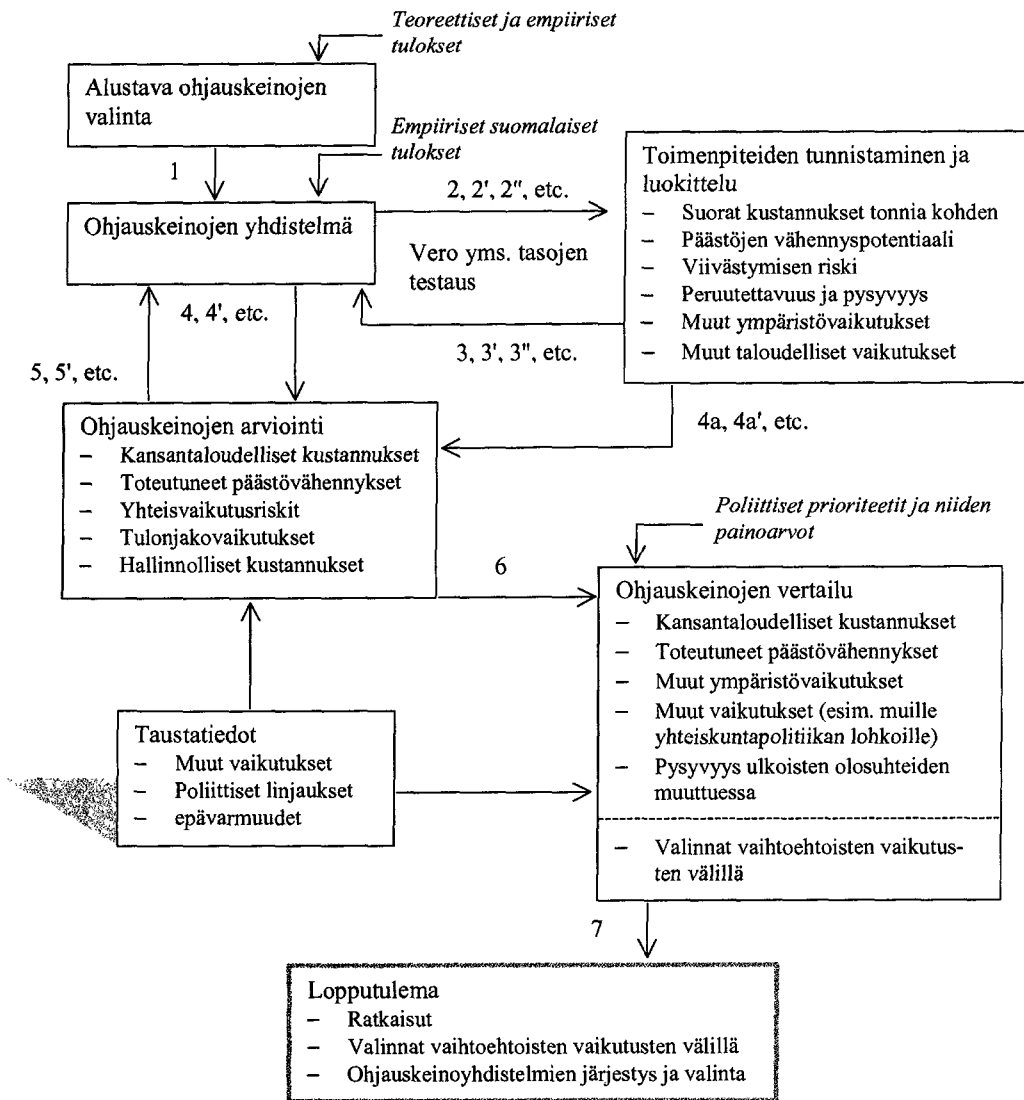 Teoreettiset ja empiiriset
tulokset
Alustava ohjauskeinojen
valinta
Empiiriset suomalaiset
tulokset
1
Ohjauskeinojen yhdistelmä
2, 2', 2", etc.
Vero yms. tasojen
testaus
3, 3', 3", etc.
Toimenpiteiden tunnistaminen ja
luokittelu
– Suorat kustannukset tonnia kohden
– Päästöjen vähennyspotentiaali
– Viivästymisen riski
– Peruutettavuus ja pysyvyys
– Muut ympäristövaikutukset
– Muut taloudelliset vaikutukset
4, 4', etc.
5, 5', etc.
4a, 4a', etc.
Ohjauskeinojen arviointi
– Kansantaloudelliset kustannukset
– Toteutuneet päästövähennykset
– Yhteisvaikutusriskit
– Tulonjakovaikutukset
– Hallinnolliset kustannukset
6
Poliittiset prioriteetit ja niiden
painoarvot
Ohjauskeinojen vertailu
– Kansantaloudelliset kustannukset
– Toteutuneet päästövähennykset
– Muut ympäristövaikutukset
– Muut vaikutukset (esim. muille
yhteiskuntapolitiikan lohkoille)
– Pysyvyys ulkoisten olosuhteiden
muuttuessa
– Valinnat vaihtoehtoisten vaikutus-
ten välillä
Taustatiedot
– Muut vaikutukset
– Poliittiset linjaukset
– epävarmuudet
7
Lopputulema
– Ratkaisut
– Valinnat vaihtoehtoisten vaikutusten välillä
– Ohjauskeinoyhdistelmien järjestys ja valinta